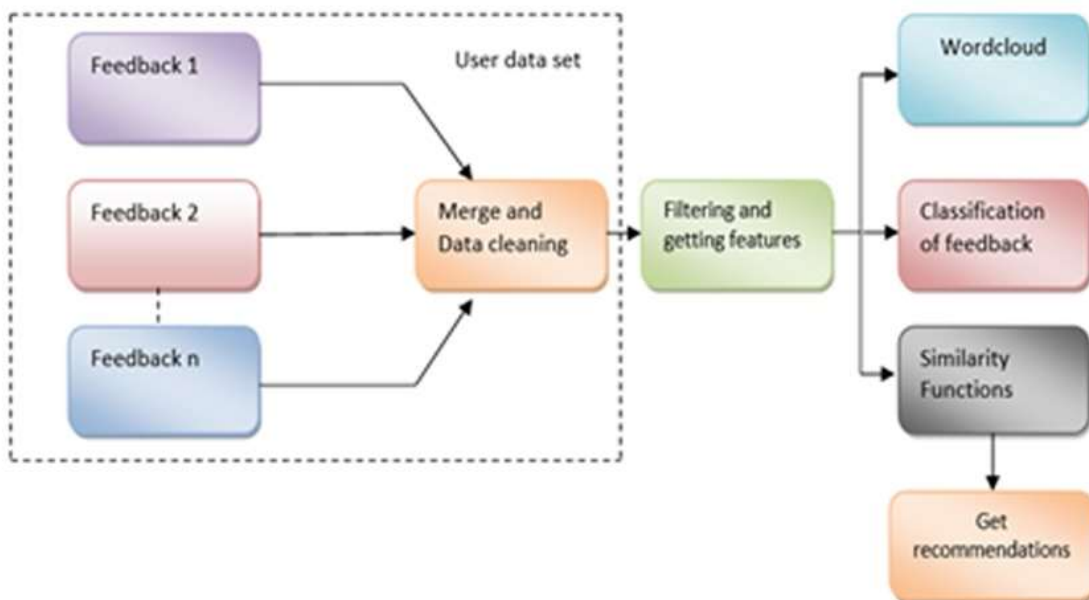 Feedback 1
User data set
Wordcloud
Feedback 2
Merge and
Data cleaning
Filtering and
getting features
Classification
of feedback
Feedback n
Similarity
Functions
Get
recommendations